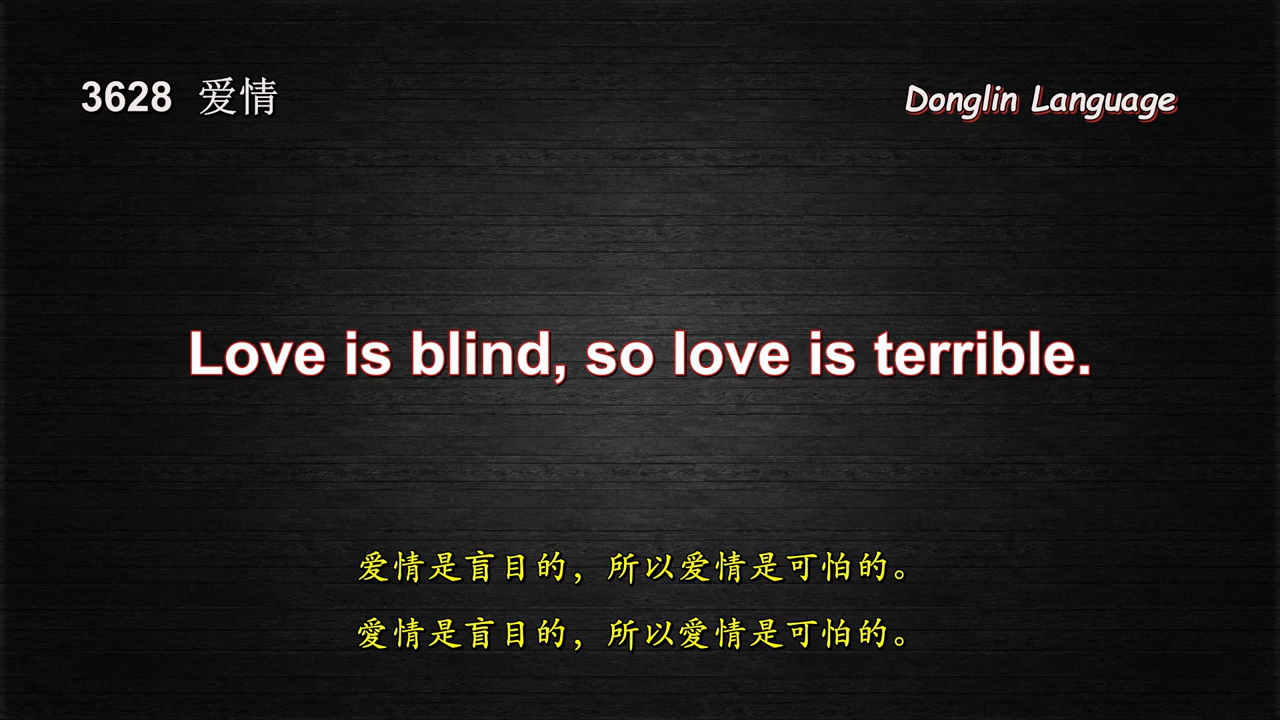 3628 爱情
Donglin Language
Love is blind, so love is terrible.
爱情是盲目的，所以爱情是可怕的。
愛情是盲目的，所以愛情是可怕的。